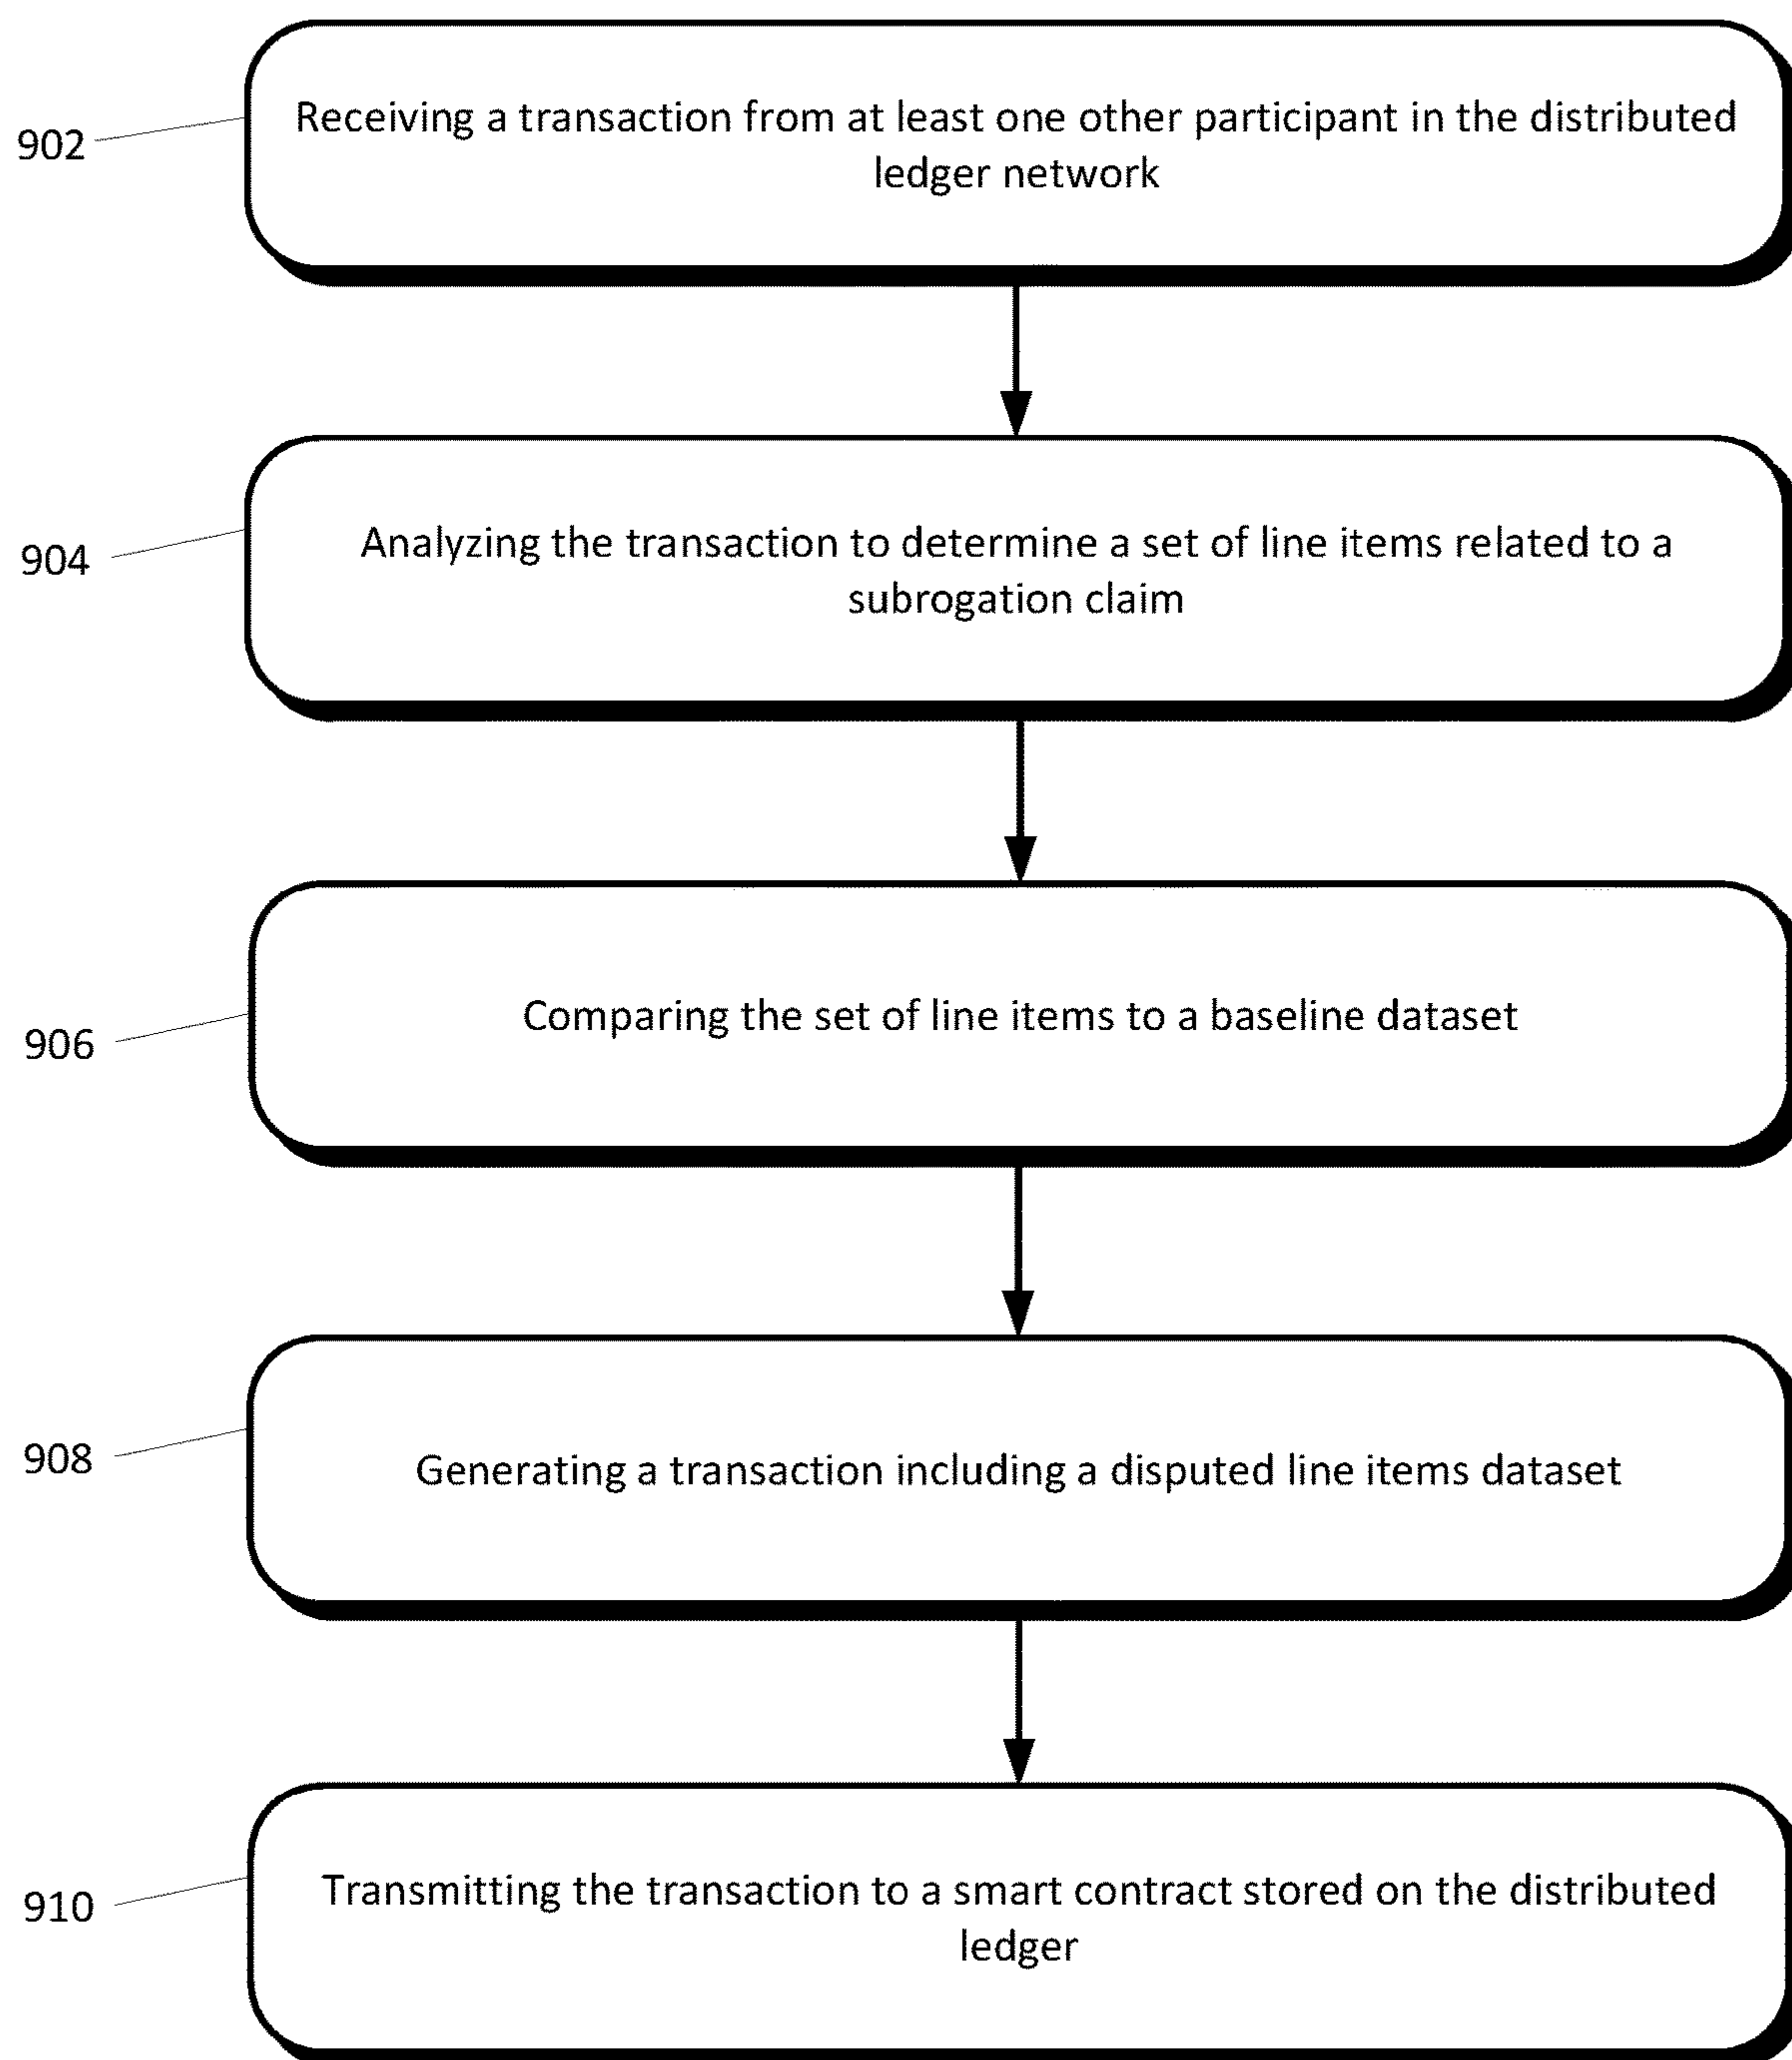 902
Receiving a transaction from at least one other participant in the distributed
ledger network
904
Analyzing the transaction to determine a set of line items related to a
subrogation claim
906
Comparing the set of line items to a baseline dataset
908
Generating a transaction including a disputed line items dataset
910
Transmitting the transaction to a smart contract stored on the distributed
ledger